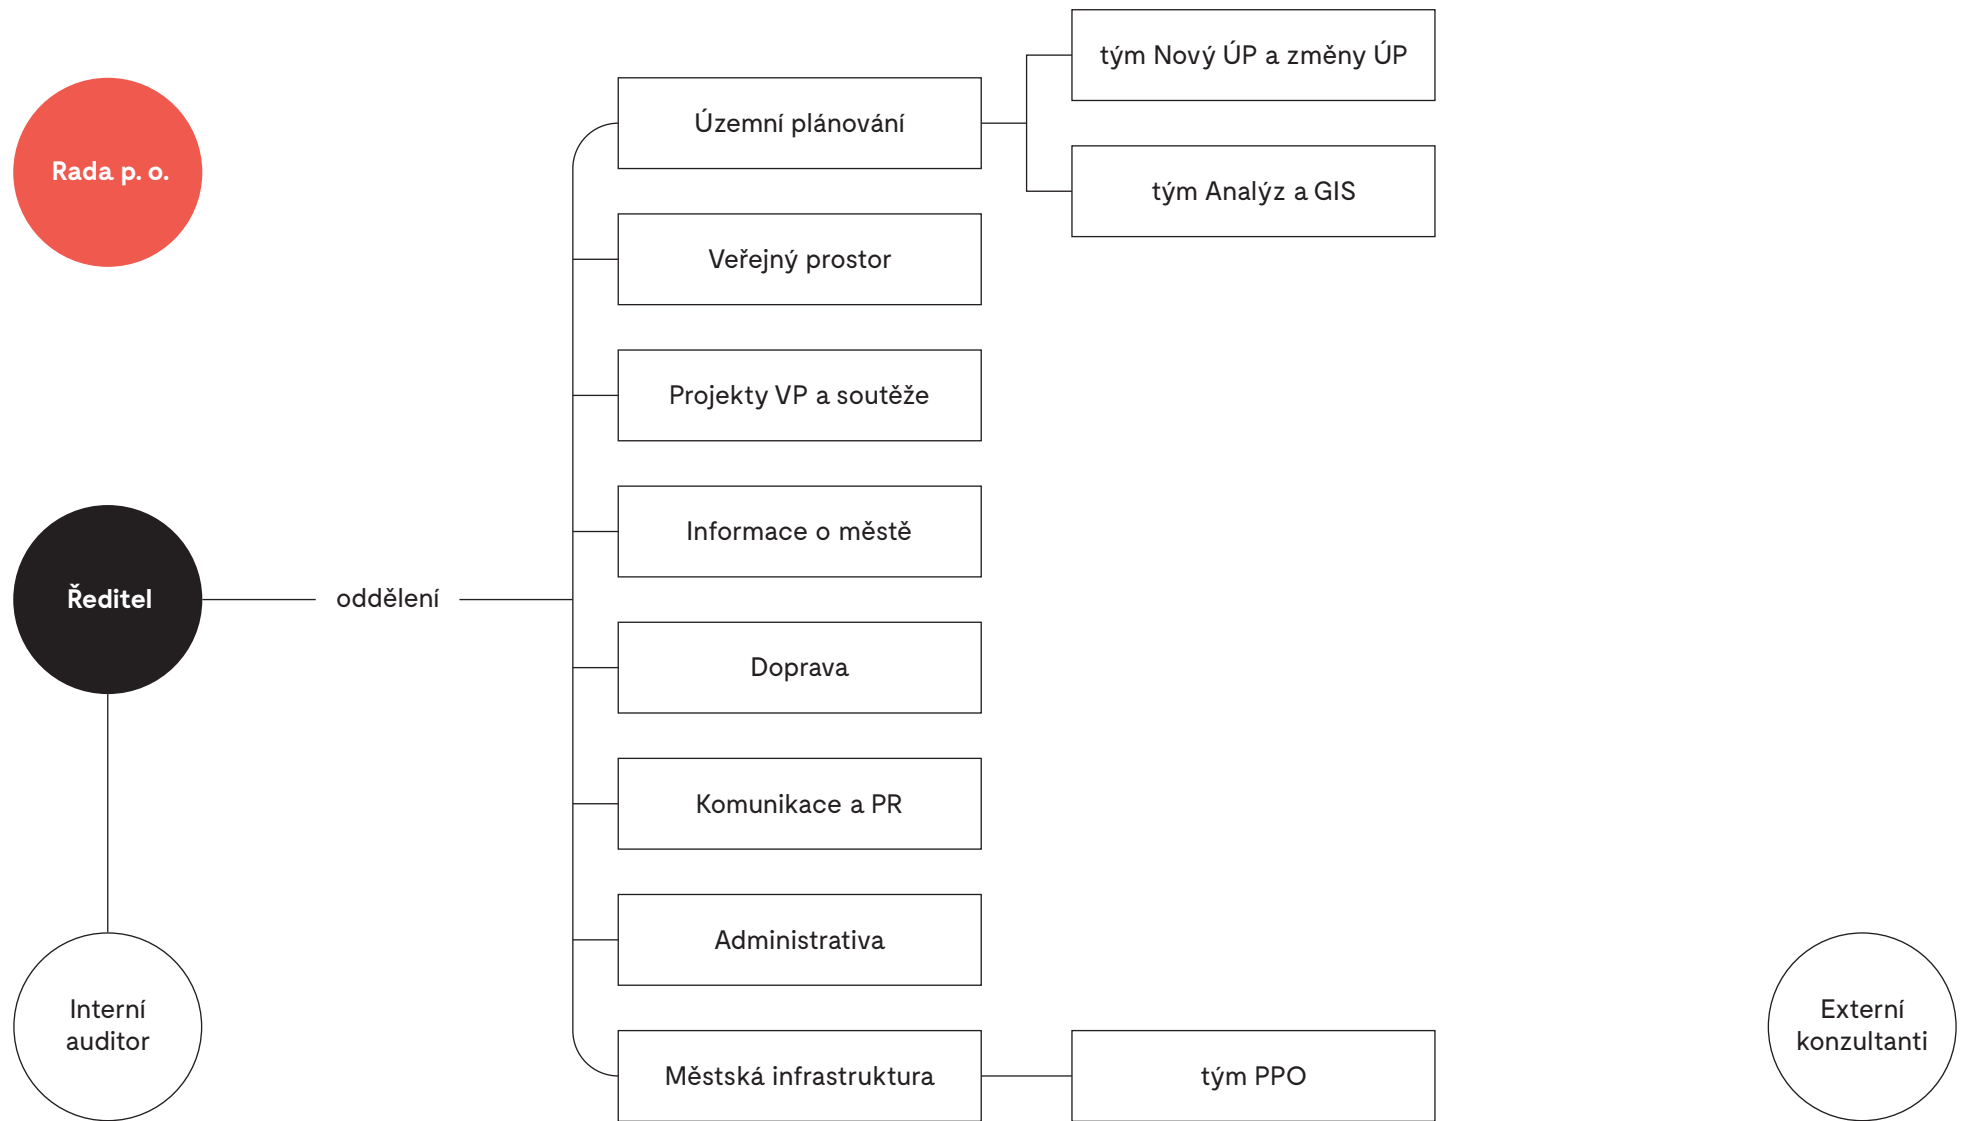 Rada p. o.
Ředitel
oddělení
Interní
auditor
Územní plánování
Veřejný prostor
Projekty VP a soutěže
Informace o městě
Doprava
Komunikace a PR
Administrativa
Městská infrastruktura
tým Nový ÚP a změny ÚP
tým Analýz a GIS
tým PPO
Externí
konzultanti